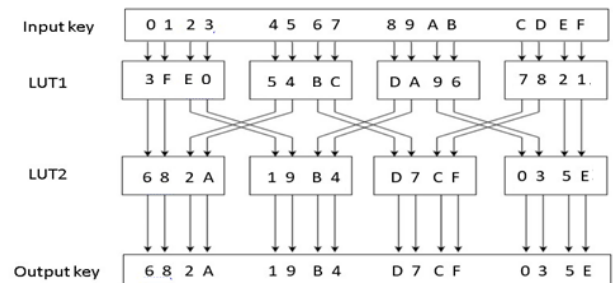 Input key 0 1 2 3 4 5 6 7 8 9 A B C D E F
LUT1 3 F E 0 5 4 B C D A 9 6 7 8 2 1
LUT2 6 8 2 A 1 9 B 4 D 7 C F 0 3 5 E
Output key 6 8 2 A 1 9 B 4 D 7 C F 0 3 5 E